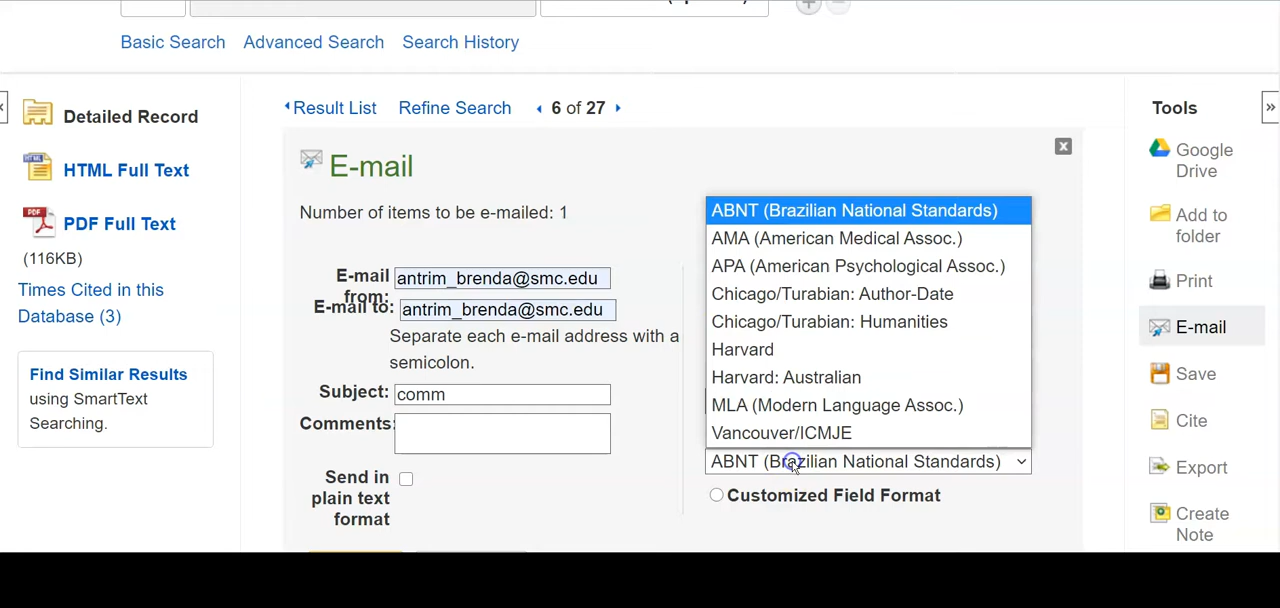 Basic Search Advanced Search Search History
Detailed Record
HTML Full Text
PDF Full Text
(116KB)
Times Cited in this
Database (3)
Find Similar Results
using SmartText
Searching.
Result List Refine Search 6 of 27
E-mail
Number of items to be e-mailed: 1
E-mail
from:
antrim_brenda@smc.edu
E-mail to:
antrim_brenda@smc.edu
Separate each e-mail address with a
semicolon.
Subject:
comm
Comments:
Send in
plain text
format
ABNT (Brazilian National Standards)
AMA (American Medical Assoc.)
APA (American Psychological Assoc.)
Chicago/Turabian: Author-Date
Chicago/Turabian: Humanities
Harvard
Harvard: Australian
MLA (Modern Language Assoc.)
Vancouver/ICMJE
ABNT (Brazilian National Standards)
Customized Field Format
Tools
Google
Drive
Add to
folder
Print
E-mail
Save
Cite
Export
Create
Note